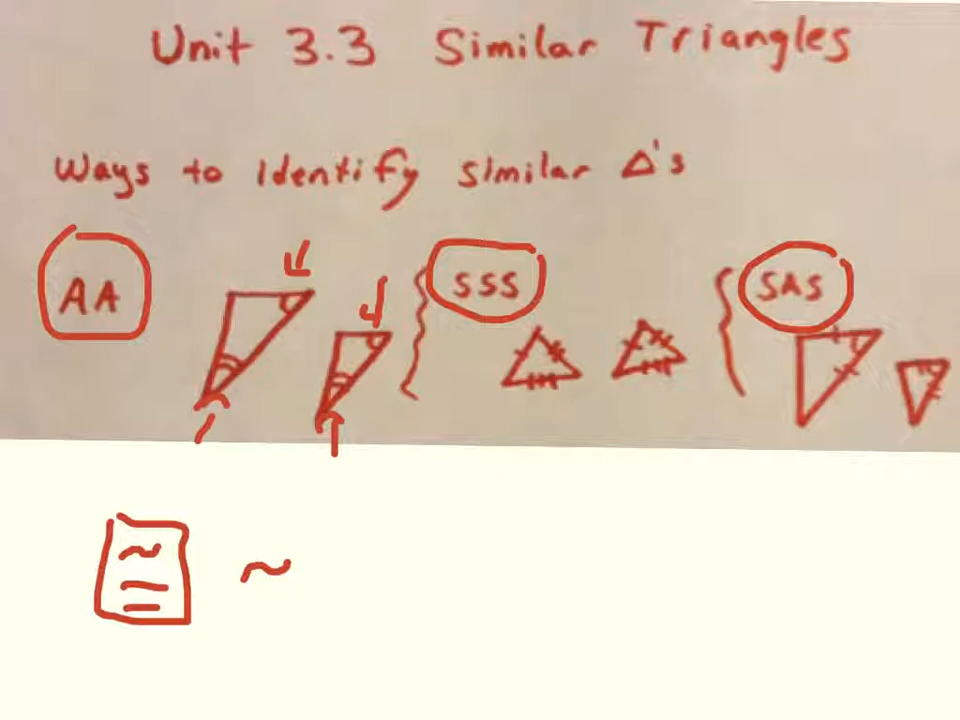 Unit 3.3 Similar Triangles
Ways to identify similar Δ's
AA SSS SAS
≅ ~